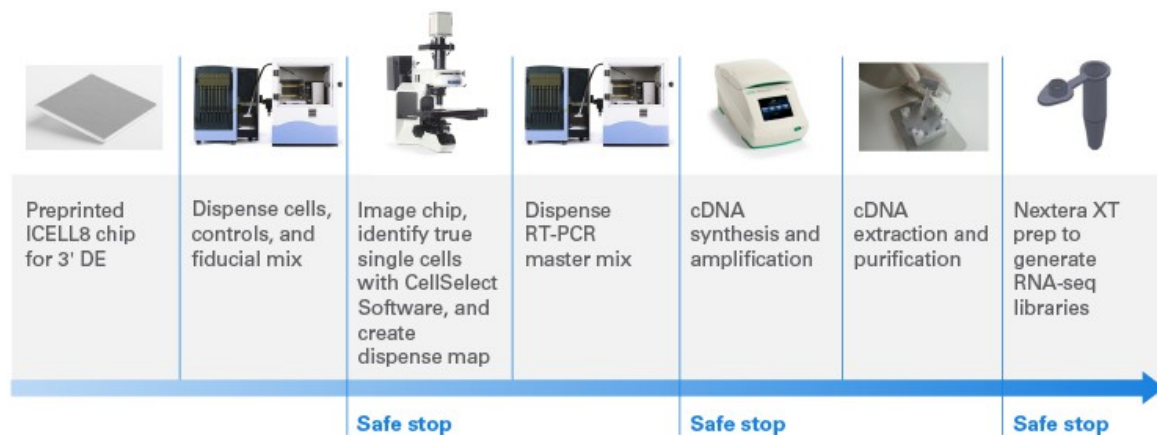 Preprinted
ICELL8 chip
for 3' DE
Dispense cells,
controls, and
fiducial mix
Image chip,
identify true
single cells
with CellSelect
Software, and
create
dispense map
Dispense
RT-PCR
master mix
cDNA
synthesis and
amplification
cDNA
extraction and
purification
Nextera XT
prep to
generate
RNA-seq
libraries
Safe stop
Safe stop
Safe stop